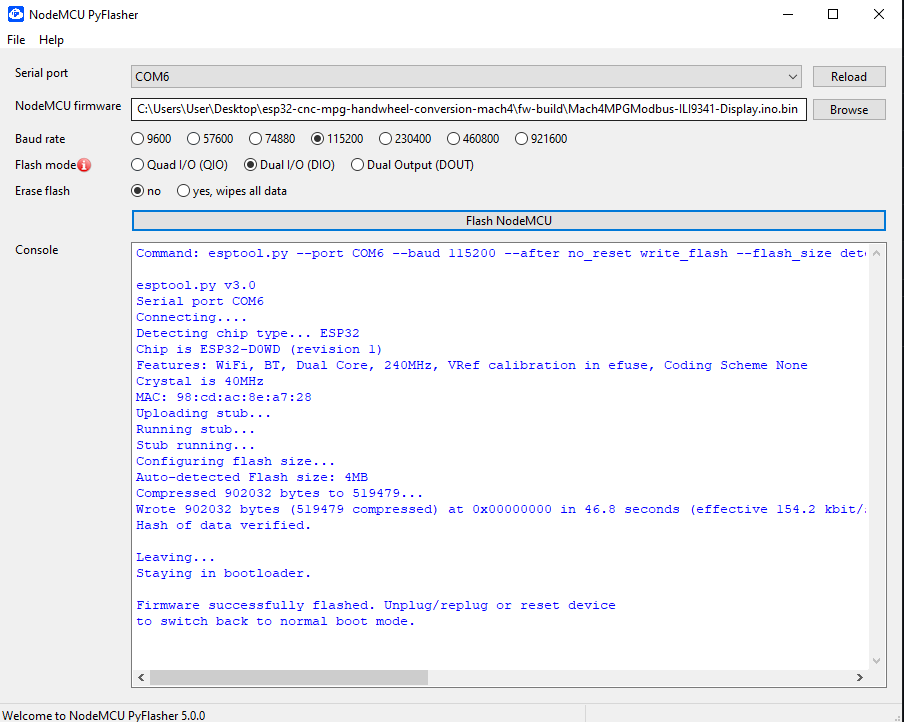 NodeMCU PyFlasher
File Help
Serial port COM6 Reload
NodeMCU firmware C:\Users\User\Desktop\esp32-cnc-mpg-handwheel-conversion-mach4\fw-build\Mach4MPGModbus-ILI9341-Display.ino.bin Browse
Baud rate 9600 57600 74880 115200 230400 460800 921600
Flash mode Quad I/O (QIO) Dual I/O (DIO) Dual Output (DOUT)
Erase flash no yes, wipes all data
Flash NodeMCU
Console
Command: esptool.py --port COM6 --baud 115200 --after no_reset write_flash --flash_size
esptool.py v3.0
Serial port COM6
Connecting....
Detecting chip type... ESP32
Chip is ESP32-D0WD (revision 1)
Features: WiFi, BT, Dual Core, 240MHz, VRef calibration in efuse, Coding Scheme None
Crystal is 40MHz
MAC: 98:cd:ac:8e:a7:28
Uploading stub...
Running stub...
Stub running...
Configuring flash size...
Auto-detected Flash size: 4MB
Compressed 902032 bytes to 519479...
Wrote 902032 bytes (519479 compressed) at 0x00000000 in 46.8 seconds (effective 154.2 kbit/
Hash of data verified.
Leaving...
Staying in bootloader.
Firmware successfully flashed. Unplug/replug or reset device
to switch back to normal boot mode.
Welcome to NodeMCU PyFlasher 5.0.0